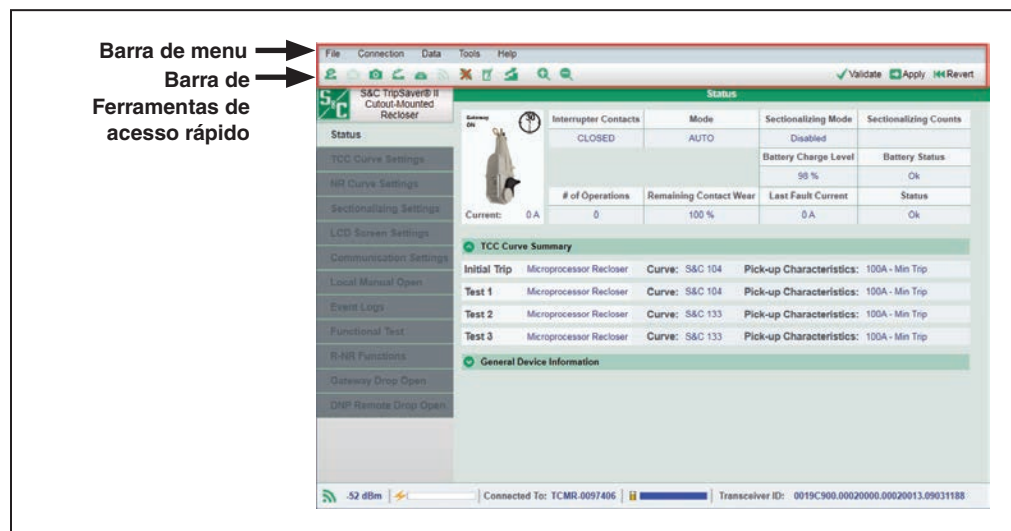 Barra de menu
Barra de
Ferramentas de
acesso rápido
File Connection Data Tools Help
Validate Apply Revert
S&C
S&C TripSaver® II
Cutout-Mounted
Recloser
Status
TCC Curve Settings
NR Curve Settings
Sectionalizing Settings
LCD Screen Settings
Communication Settings
Local Manual Open
Event Logs
Functional Test
R-NR Functions
Gateway Drop Open
DNP Remote Drop Open
Status
Gateway
ON
30
Current: 0 A
Interrupter Contacts Mode Sectionalizing Mode Sectionalizing Counts
CLOSED AUTO Disabled
Battery Charge Level Battery Status
98 % Ok
# of Operations Remaining Contact Wear Last Fault Current Status
0 100 % 0 A Ok
TCC Curve Summary
Initial Trip Microprocessor Recloser Curve: S&C 104 Pick-up Characteristics: 100A - Min Trip
Test 1 Microprocessor Recloser Curve: S&C 104 Pick-up Characteristics: 100A - Min Trip
Test 2 Microprocessor Recloser Curve: S&C 133 Pick-up Characteristics: 100A - Min Trip
Test 3 Microprocessor Recloser Curve: S&C 133 Pick-up Characteristics: 100A - Min Trip
General Device Information
-52 dBm Connected To: TCMR-0097406 Transceiver ID: 0019C900.00020000.00020013.09031188